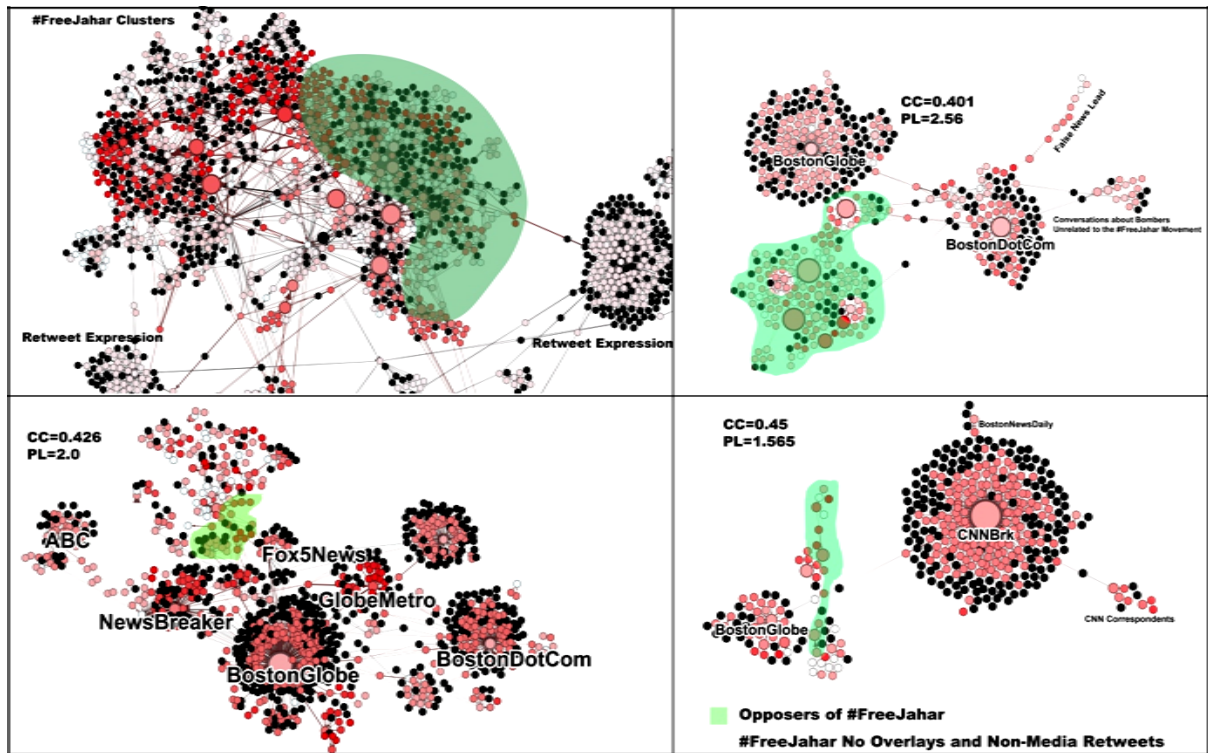 #FreeJahar Clusters
Retweet Expression
Retweet Expression
CC=0.401
PL=2.56
False News Lead
BostonGlobe
Conversations about Bombers
Unrelated to the #FreeJahar Movement
BostonDotCom
CC=0.426
PL=2.0
ABC
Fox5News
GlobeMetro
NewsBreaker
BostonDotCom
BostonGlobe
CC=0.45
PL=1.565
BostonNewsDaily
CNNBrk
BostonGlobe
CNN Correspondents
Opposers of #FreeJahar
#FreeJahar No Overlays and Non-Media Retweets